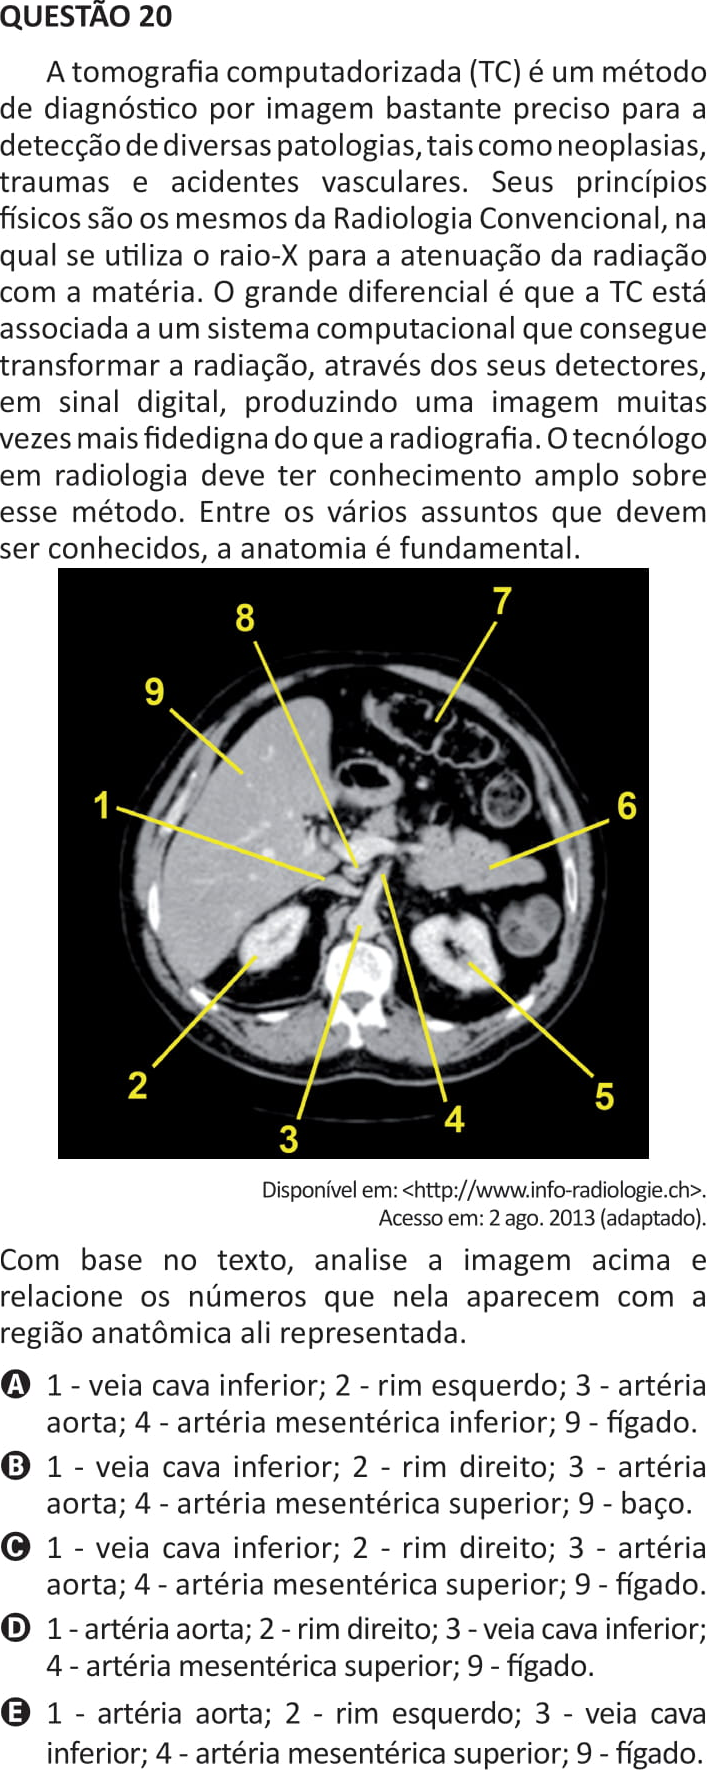 QUESTÃO 20
A tomografia computadorizada (TC) é um método
de diagnóstico por imagem bastante preciso para a
detecção de diversas patologias, tais como neoplasias,
traumas e acidentes vasculares. Seus princípios
físicos são os mesmos da Radiologia Convencional, na
qual se utiliza o raio-X para a atenuação da radiação
com a matéria. O grande diferencial é que a TC está
associada a um sistema computacional que consegue
transformar a radiação, através dos seus detectores,
em sinal digital, produzindo uma imagem muitas
vezes mais fidedigna do que a radiografia. O tecnólogo
em radiologia deve ter conhecimento amplo sobre
esse método. Entre os vários assuntos que devem
ser conhecidos, a anatomia é fundamental.
7
8
9
1
6
2
5
4
3
Disponível em: <http://www.info-radiologie.ch>.
Acesso em: 2 ago. 2013 (adaptado).
Com base no texto, analise a imagem acima e
relacione os números que nela aparecem com a
região anatômica ali representada.
A 1 - veia cava inferior; 2 - rim esquerdo; 3 - artéria
aorta; 4 - artéria mesentérica inferior; 9 - fígado.
B 1 - veia cava inferior; 2 - rim direito; 3 - artéria
aorta; 4 - artéria mesentérica superior; 9 - baço.
C 1 - veia cava inferior; 2 - rim direito; 3 - artéria
aorta; 4 - artéria mesentérica superior; 9 - fígado.
D 1 - artéria aorta; 2 - rim direito; 3 - veia cava inferior;
4 - artéria mesentérica superior; 9 - fígado.
E 1 - artéria aorta; 2 - rim esquerdo; 3 - veia cava
inferior; 4 - artéria mesentérica superior; 9 - fígado.